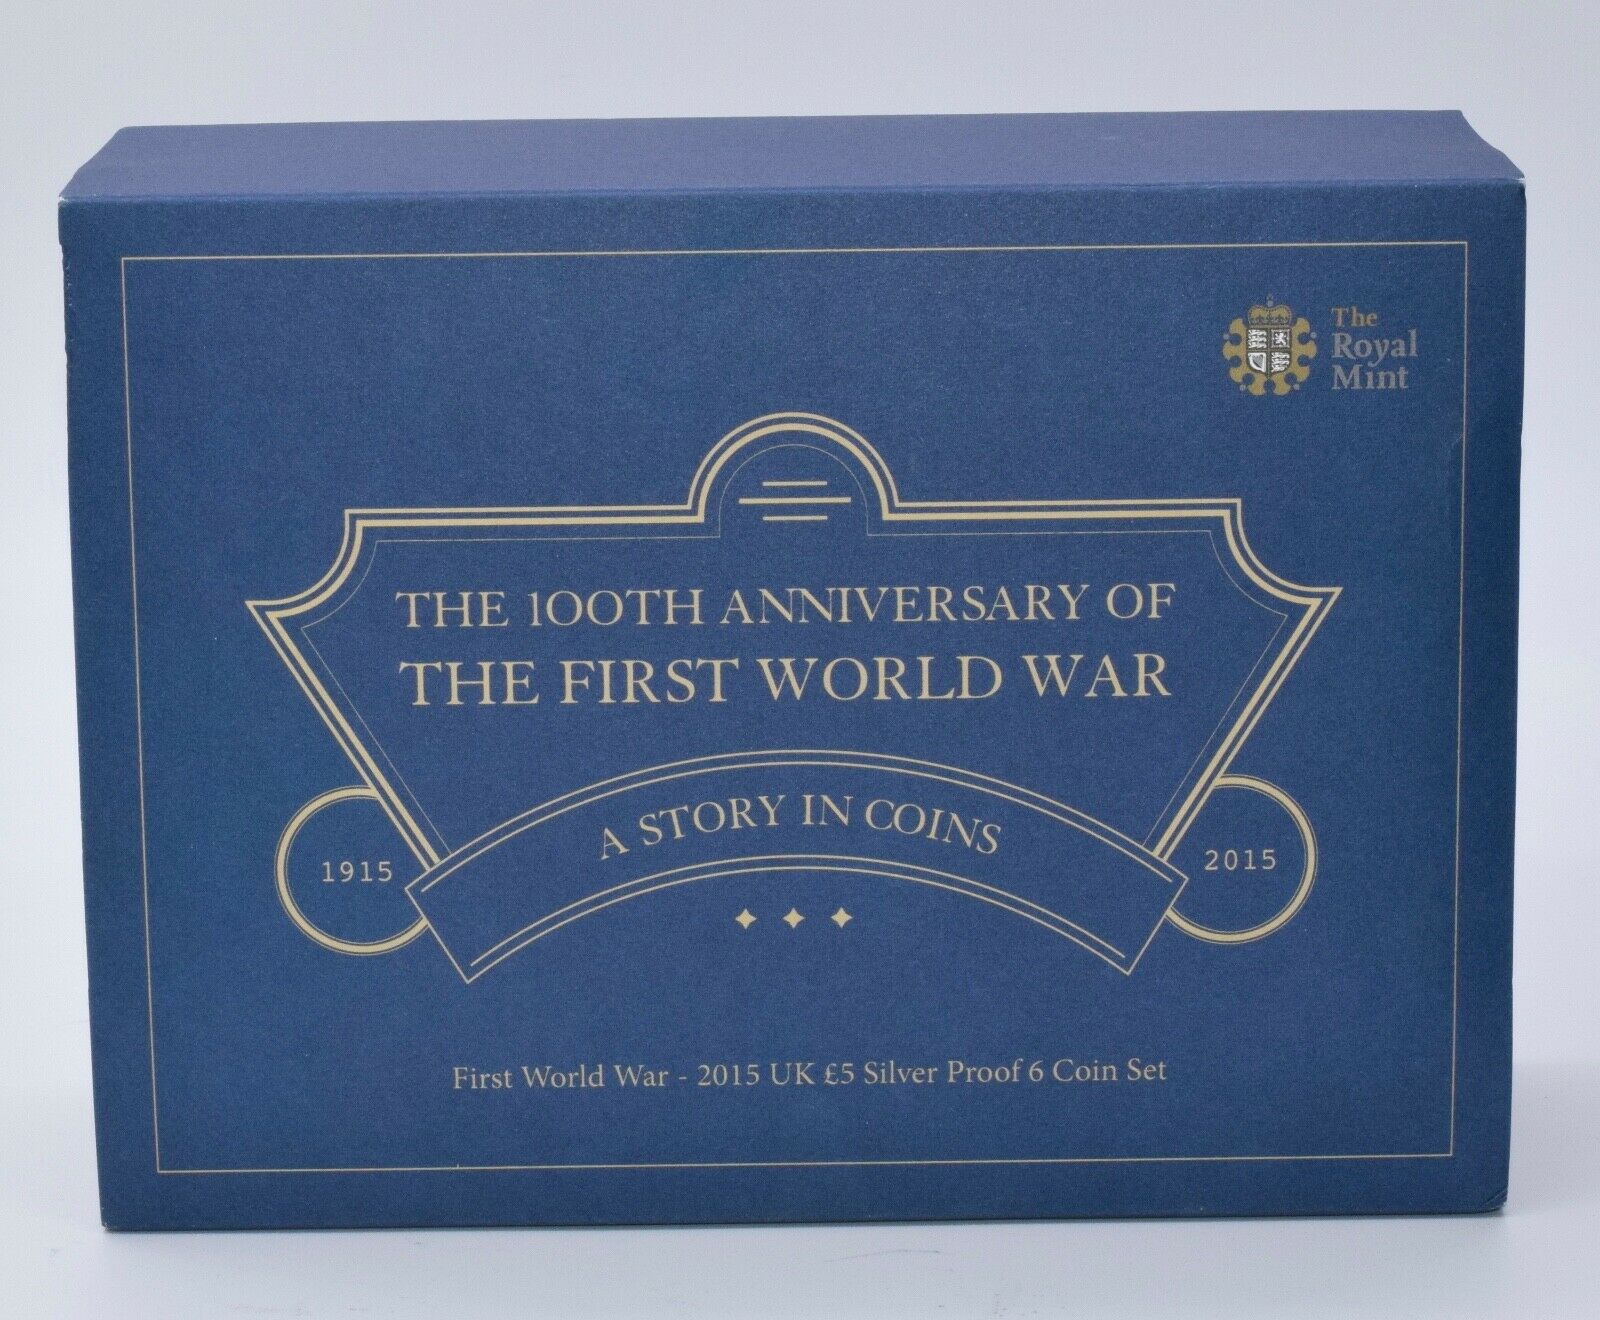 The
Royal
Mint
THE 100TH ANNIVERSARY OF
THE FIRST WORLD WAR
A STORY IN COINS
1915
2015
First World War - 2015 UK £5 Silver Proof 6 Coin Set